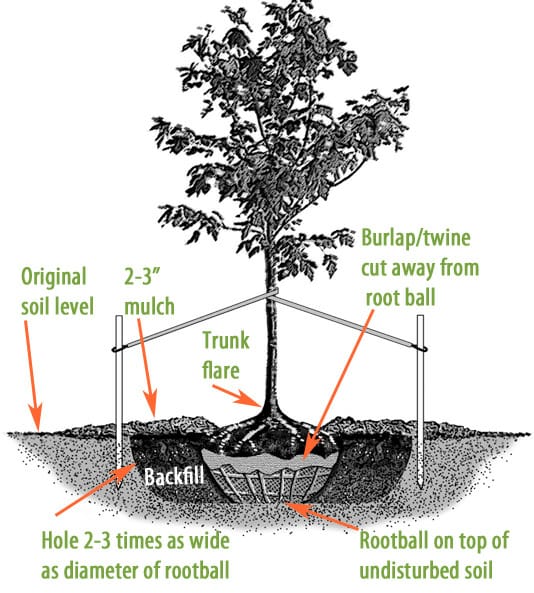 Burlap/twine
cut away from
root ball
Original
soil level
2-3”
mulch
Trunk
flare
Backfill
Hole 2-3 times as wide
as diameter of rootball
Rootball on top of
undisturbed soil